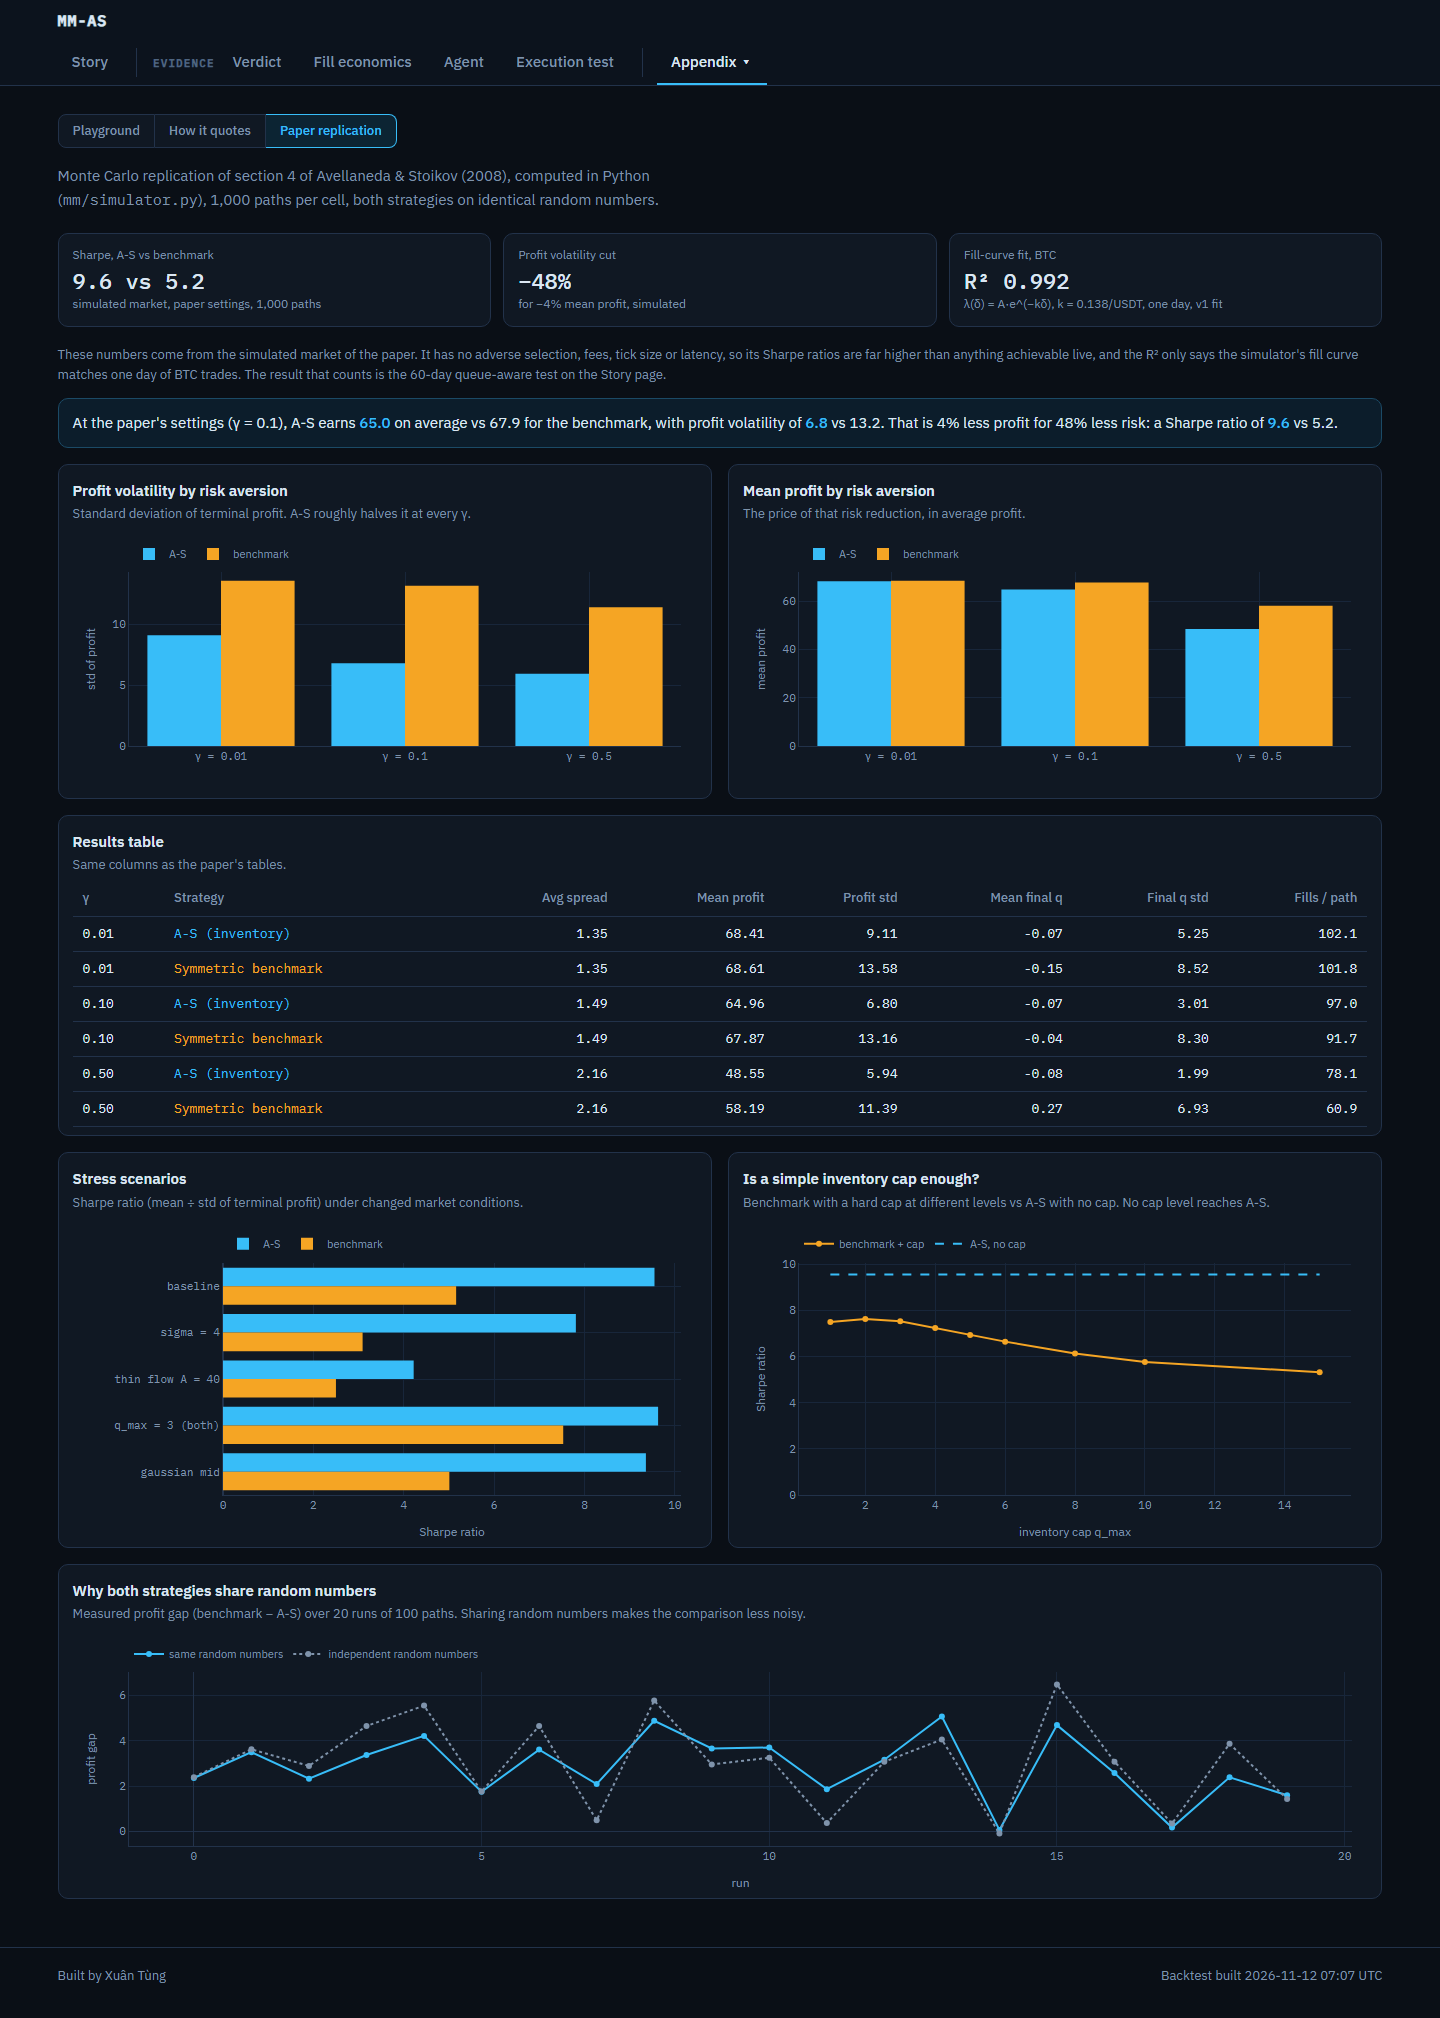 MM-AS
Story
EVIDENCE
Verdict
Fill economics
Agent
Execution test
Appendix ▾
Playground
How it quotes
Paper replication
Monte Carlo replication of section 4 of Avellaneda & Stoikov (2008), computed in Python
(mm/simulator.py), 1,000 paths per cell, both strategies on identical random numbers.
Sharpe, A-S vs benchmark
9.6 vs 5.2
simulated market, paper settings, 1,000 paths
Profit volatility cut
−48%
for −4% mean profit, simulated
Fill-curve fit, BTC
R² 0.992
λ(δ) = A·e^(−kδ), k = 0.138/USDT, one day, v1 fit
These numbers come from the simulated market of the paper. It has no adverse selection, fees, tick size or latency, so its Sharpe ratios are far higher than anything achievable live, and the R² only says the simulator's fill curve
matches one day of BTC trades. The result that counts is the 60-day queue-aware test on the Story page.
At the paper's settings (γ = 0.1), A-S earns 65.0 on average vs 67.9 for the benchmark, with profit volatility of 6.8 vs 13.2. That is 4% less profit for 48% less risk: a Sharpe ratio of 9.6 vs 5.2.
Profit volatility by risk aversion
Standard deviation of terminal profit. A-S roughly halves it at every γ.
A-S
benchmark
std of profit
10
5
0
γ = 0.01
γ = 0.1
γ = 0.5
Mean profit by risk aversion
The price of that risk reduction, in average profit.
A-S
benchmark
mean profit
60
40
20
0
γ = 0.01
γ = 0.1
γ = 0.5
Results table
Same columns as the paper's tables.
γ Strategy Avg spread Mean profit Profit std Mean final q Final q std Fills / path
0.01 A-S (inventory) 1.35 68.41 9.11 -0.07 5.25 102.1
0.01 Symmetric benchmark 1.35 68.61 13.58 -0.15 8.52 101.8
0.10 A-S (inventory) 1.49 64.96 6.80 -0.07 3.01 97.0
0.10 Symmetric benchmark 1.49 67.87 13.16 -0.04 8.30 91.7
0.50 A-S (inventory) 2.16 48.55 5.94 -0.08 1.99 78.1
0.50 Symmetric benchmark 2.16 58.19 11.39 0.27 6.93 60.9
Stress scenarios
Sharpe ratio (mean ÷ std of terminal profit) under changed market conditions.
A-S
benchmark
baseline
sigma = 4
thin flow A = 40
q_max = 3 (both)
gaussian mid
0 2 4 6 8 10
Sharpe ratio
Is a simple inventory cap enough?
Benchmark with a hard cap at different levels vs A-S with no cap. No cap level reaches A-S.
benchmark + cap
A-S, no cap
Sharpe ratio
10
8
6
4
2
0
2 4 6 8 10 12 14
inventory cap q_max
Why both strategies share random numbers
Measured profit gap (benchmark − A-S) over 20 runs of 100 paths. Sharing random numbers makes the comparison less noisy.
same random numbers
independent random numbers
profit gap
6
4
2
0
0 5 10 15 20
run
Built by Xuân Tùng
Backtest built 2026-11-12 07:07 UTC